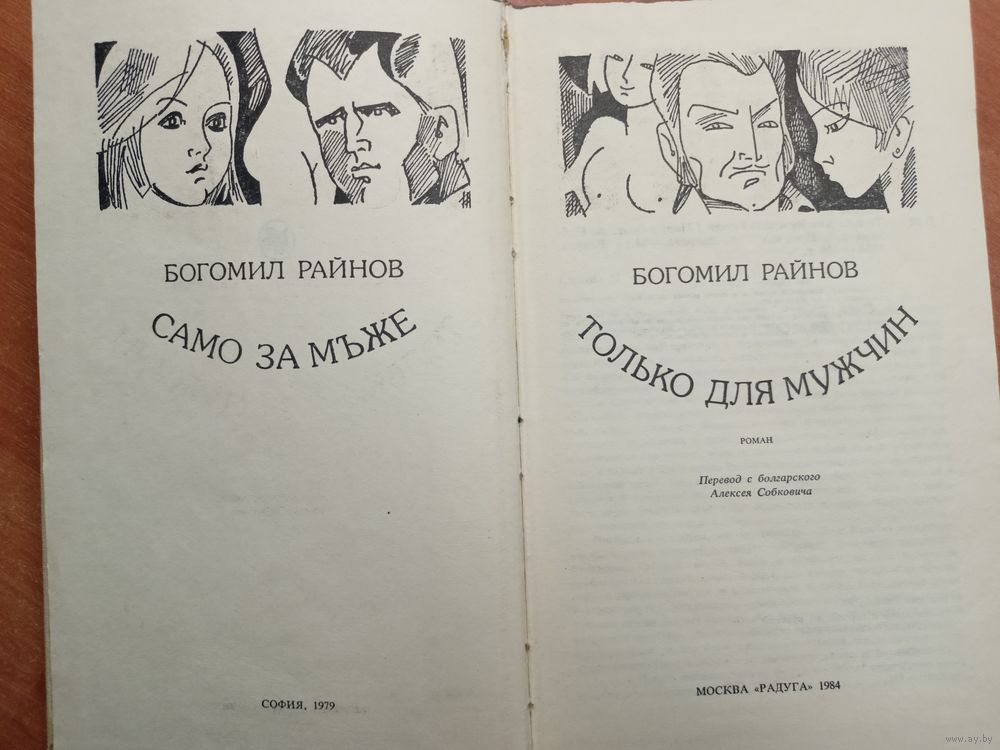 БОГОМИЛ РАЙНОВ
САМО ЗА МЪЖЕ
СОФИЯ, 1979
БОГОМИЛ РАЙНОВ
ТОЛЬКО ДЛЯ МУЖЧИН
РОМАН
Перевод с болгарского
Алексея Собковича
МОСКВА «РАДУГА» 1984
www.ay.by